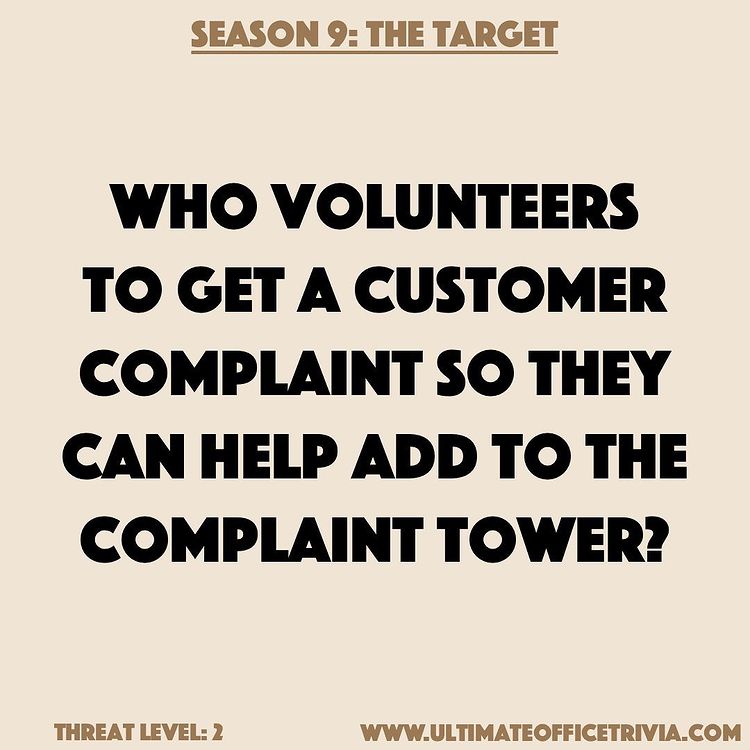 SEASON 9: THE TARGET
WHO VOLUNTEERS
TO GET A CUSTOMER
COMPLAINT SO THEY
CAN HELP ADD TO THE
COMPLAINT TOWER?
THREAT LEVEL: 2
WWW.ULTIMATEOFFICETRIVIA.COM